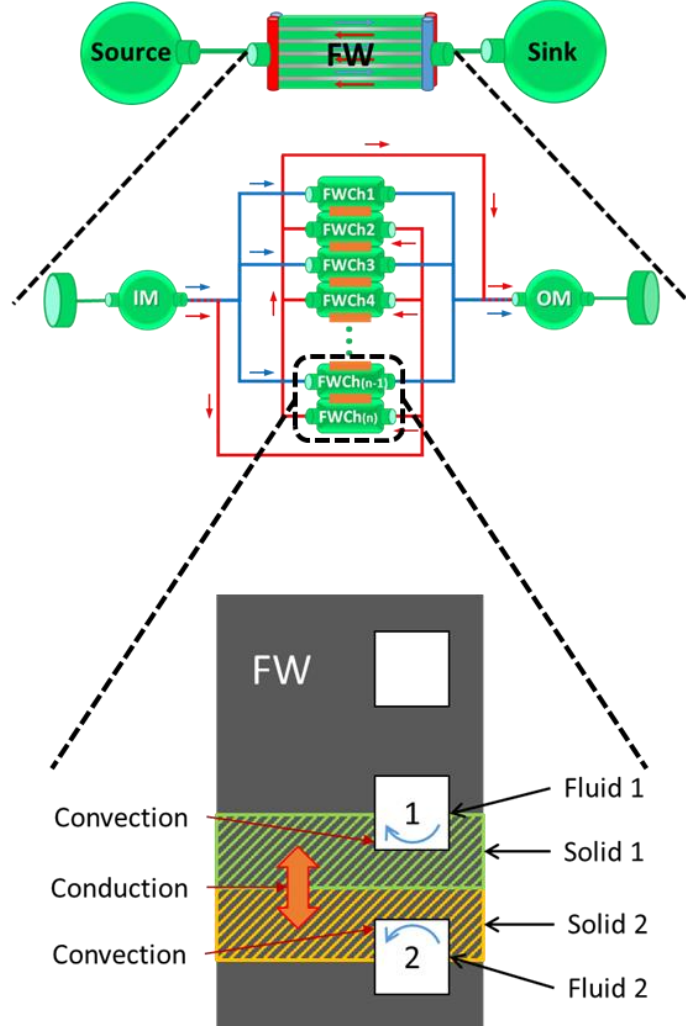 Source
FW
Sink
FWCh1
FWCh2
FWCh3
FWCh4
IM
OM
FWCh(n-1)
FWCh(n)
FW
1
Fluid 1
Convection
Solid 1
Conduction
Solid 2
Convection
2
Fluid 2